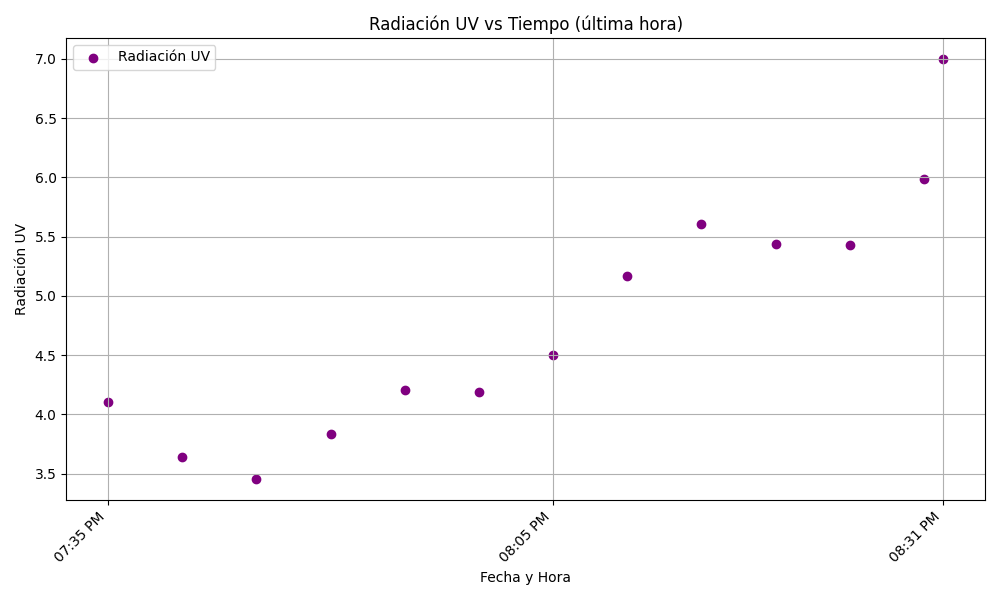 Radiación UV vs Tiempo (última hora)
Radiación UV
7.0
6.5
6.0
5.5
5.0
4.5
4.0
3.5
Radiación UV
07:35 PM
08:05 PM
08:31 PM
Fecha y Hora